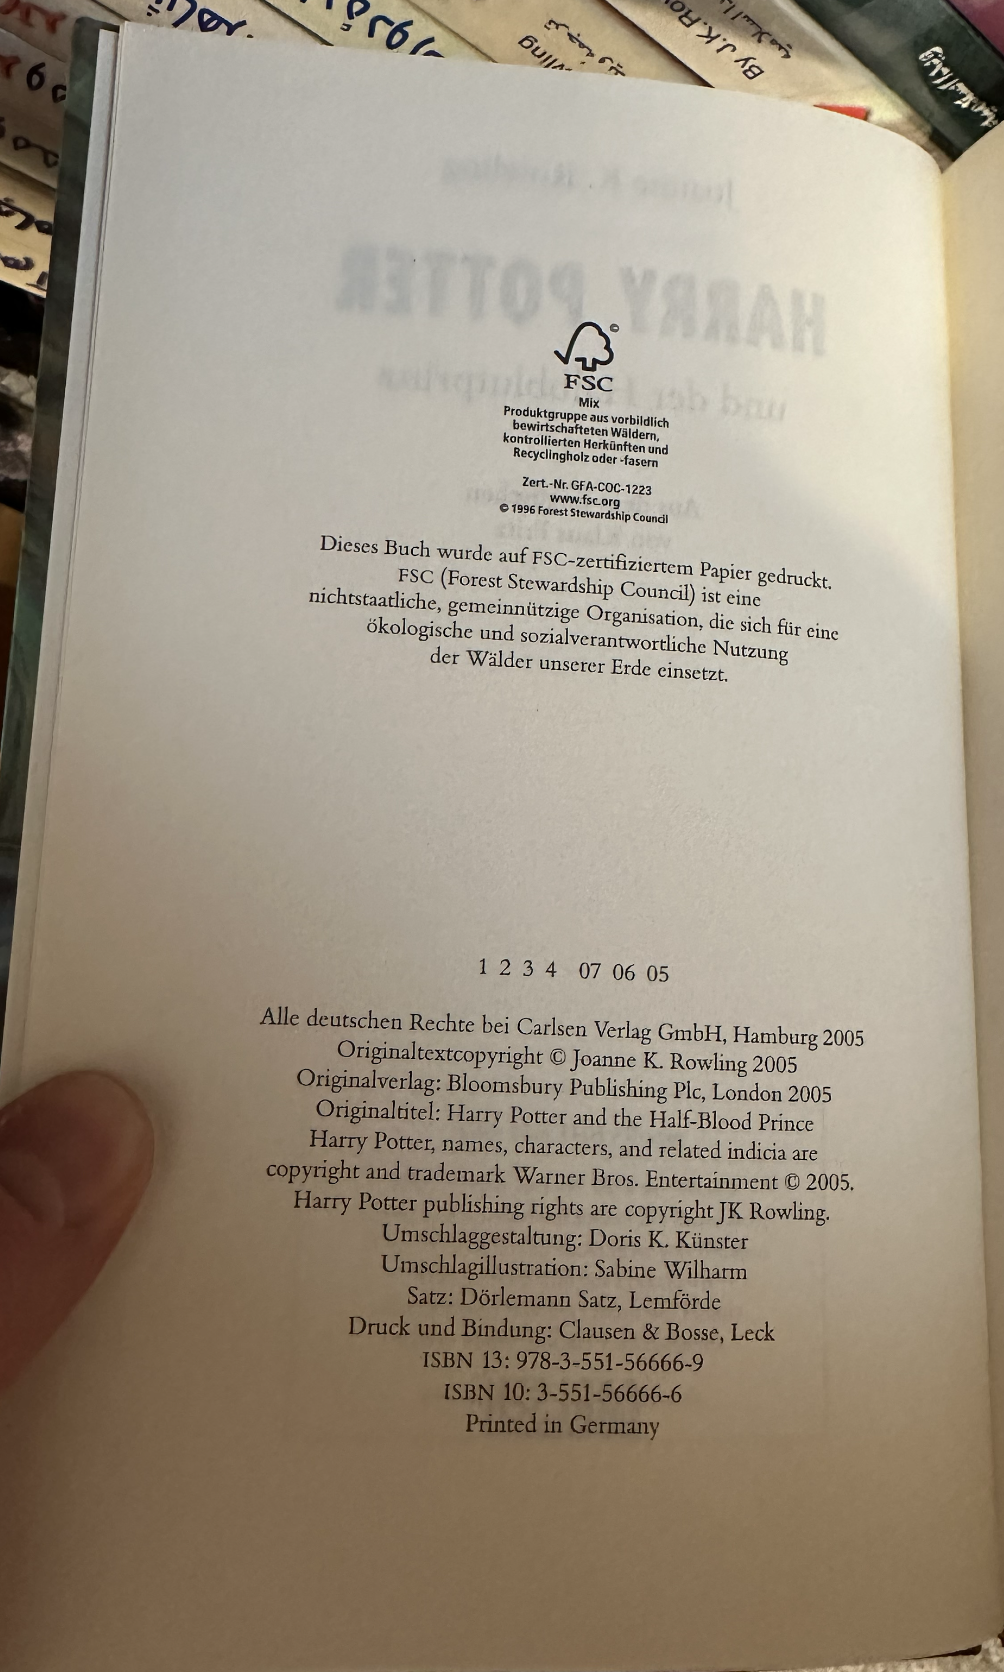 By J.K. Ro
wling
HARRY POTTER
und der
©
FSC
Mix
Produktgruppe aus vorbildlich
bewirtschafteten Wäldern,
kontrollierten Herkünften und
Recyclingholz oder -fasern
Zert.-Nr. GFA-COC-1223
www.fsc.org
© 1996 Forest Stewardship Council
Dieses Buch wurde auf FSC-zertifiziertem Papier gedruckt.
FSC (Forest Stewardship Council) ist eine
nichtstaatliche, gemeinnützige Organisation, die sich für eine
ökologische und sozialverantwortliche Nutzung
der Wälder unserer Erde einsetzt.
1 2 3 4 07 06 05
Alle deutschen Rechte bei Carlsen Verlag GmbH, Hamburg 2005
Originaltextcopyright © Joanne K. Rowling 2005
Originalverlag: Bloomsbury Publishing Plc, London 2005
Originaltitel: Harry Potter and the Half-Blood Prince
Harry Potter, names, characters, and related indicia are
copyright and trademark Warner Bros. Entertainment © 2005.
Harry Potter publishing rights are copyright JK Rowling.
Umschlaggestaltung: Doris K. Künster
Umschlagillustration: Sabine Wilharm
Satz: Dörlemann Satz, Lemförde
Druck und Bindung: Clausen & Bosse, Leck
ISBN 13: 978-3-551-56666-9
ISBN 10: 3-551-56666-6
Printed in Germany